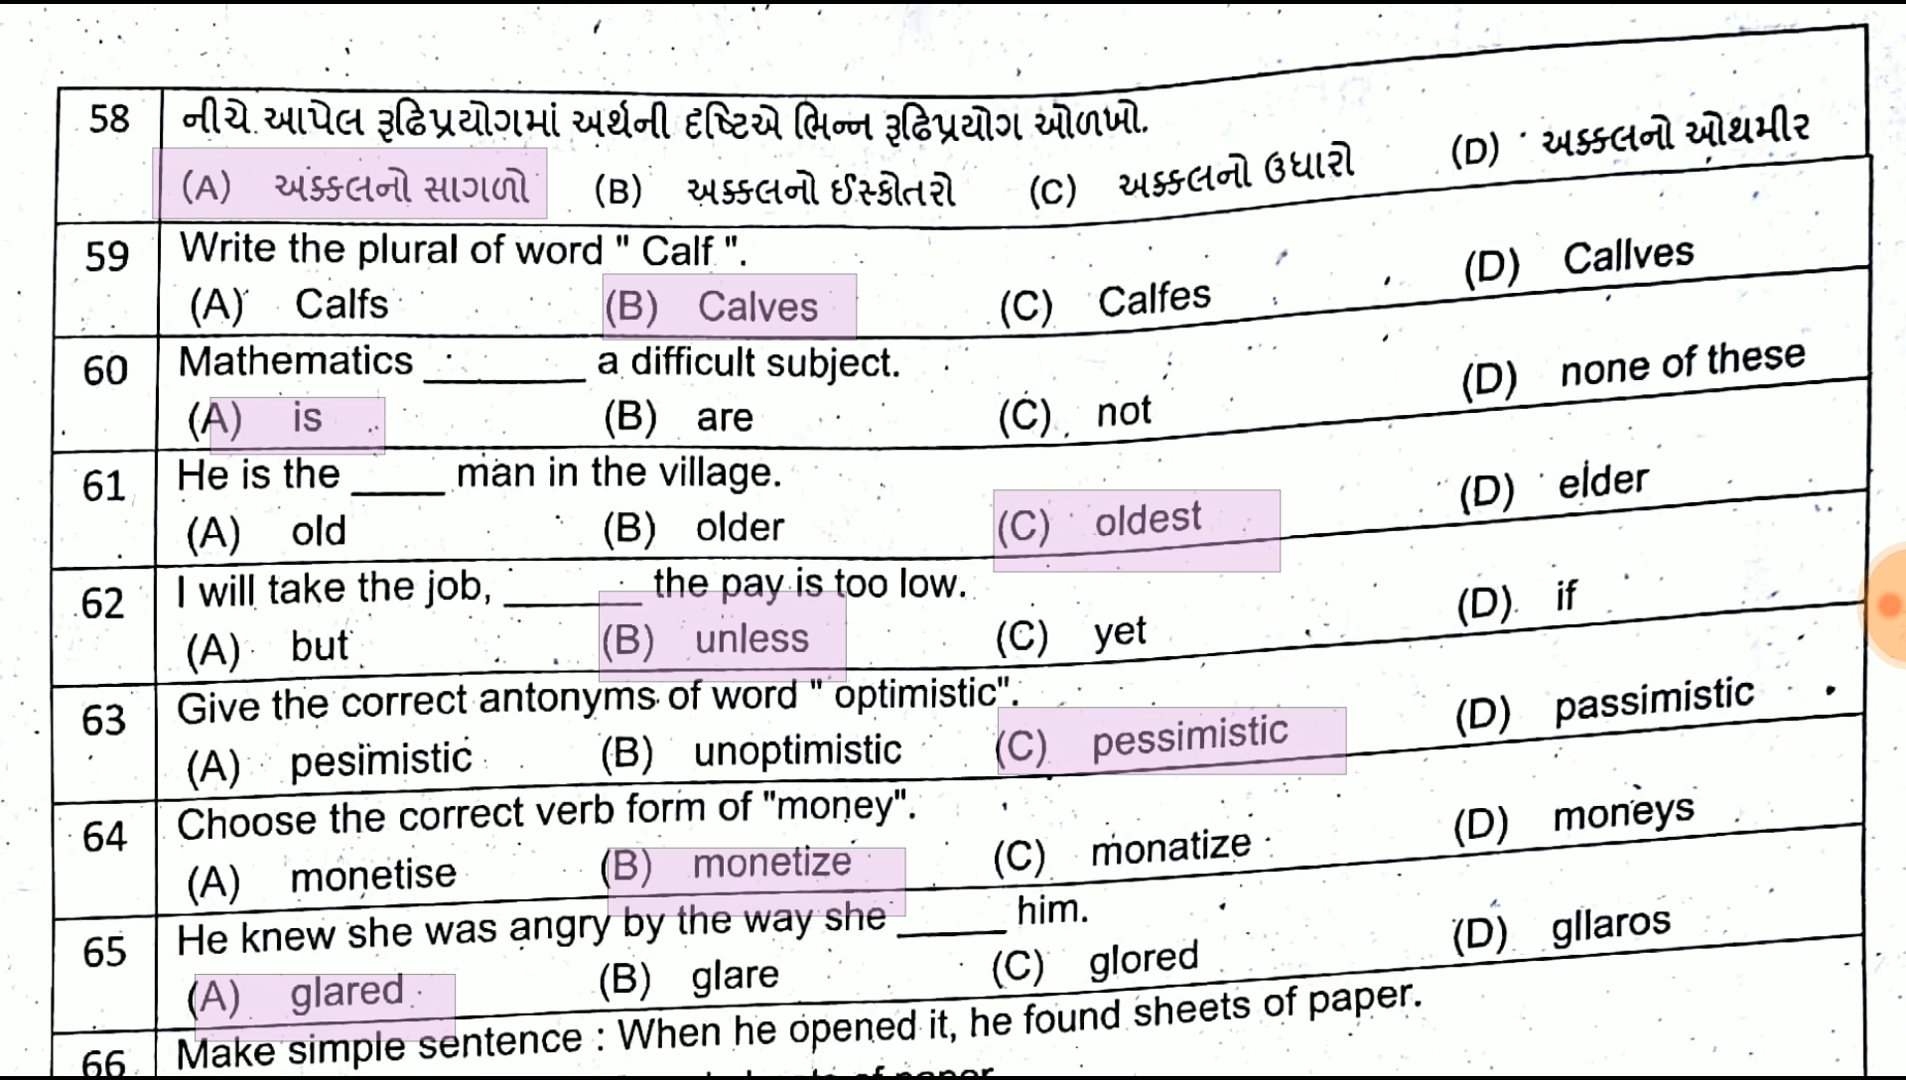 58 નીચે આપેલ રૂઢિપ્રયોગમાં અર્થની દૃષ્ટિએ ભિન્ન રૂઢિપ્રયોગ ઓળખો.
(A) અક્કલનો સાગળો (B) અક્કલનો ઈસ્કોતરો (C) અક્કલનો ઉધારો (D) અક્કલનો ઓથમીર
59 Write the plural of word " Calf ".
(A) Calfs (B) Calves (C) Calfes (D) Callves
60 Mathematics ________ a difficult subject.
(A) is (B) are (C) not (D) none of these
61 He is the _____ man in the village.
(A) old (B) older (C) oldest (D) elder
62 I will take the job, _______ the pay is too low.
(A) but (B) unless (C) yet (D) if
63 Give the correct antonyms of word " optimistic".
(A) pesimistic (B) unoptimistic (C) pessimistic (D) passimistic
64 Choose the correct verb form of "money".
(A) monetise (B) monetize (C) monatize (D) moneys
65 He knew she was angry by the way she ______ him.
(A) glared (B) glare (C) glored (D) gllaros
66 Make simple sentence : When he opened it, he found sheets of paper.